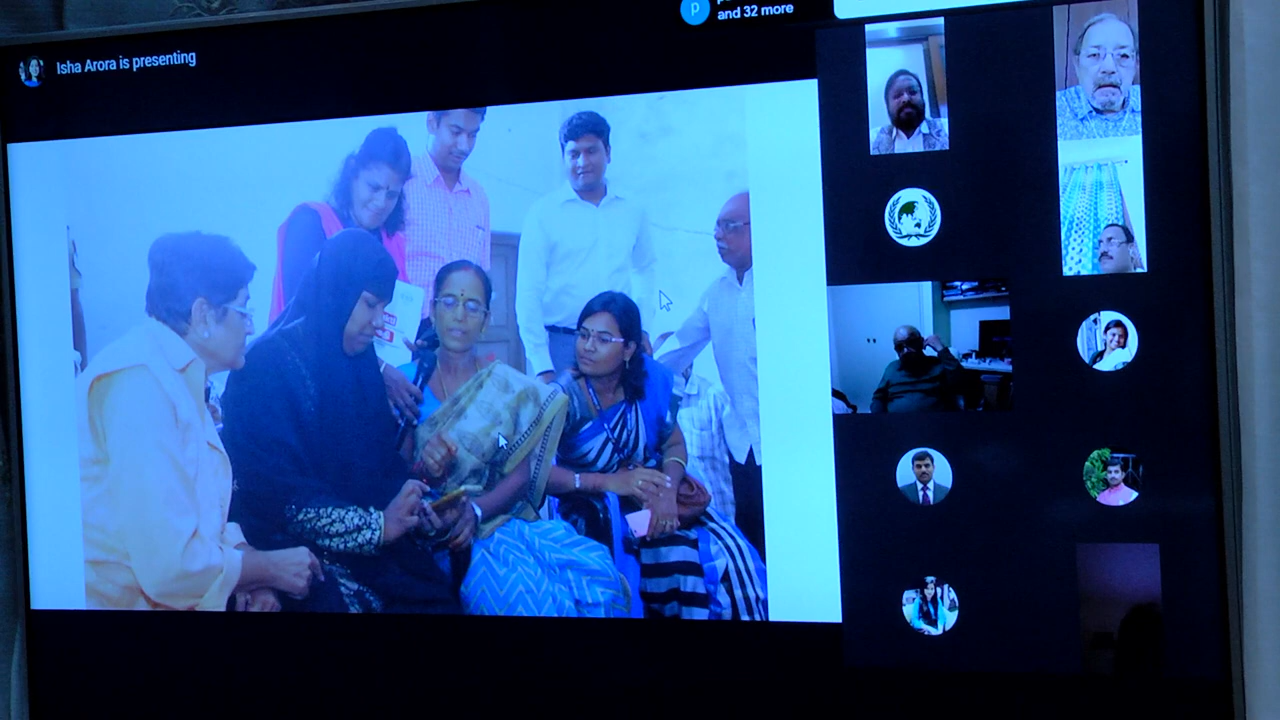 Isha Arora is presenting
and 32 more
p